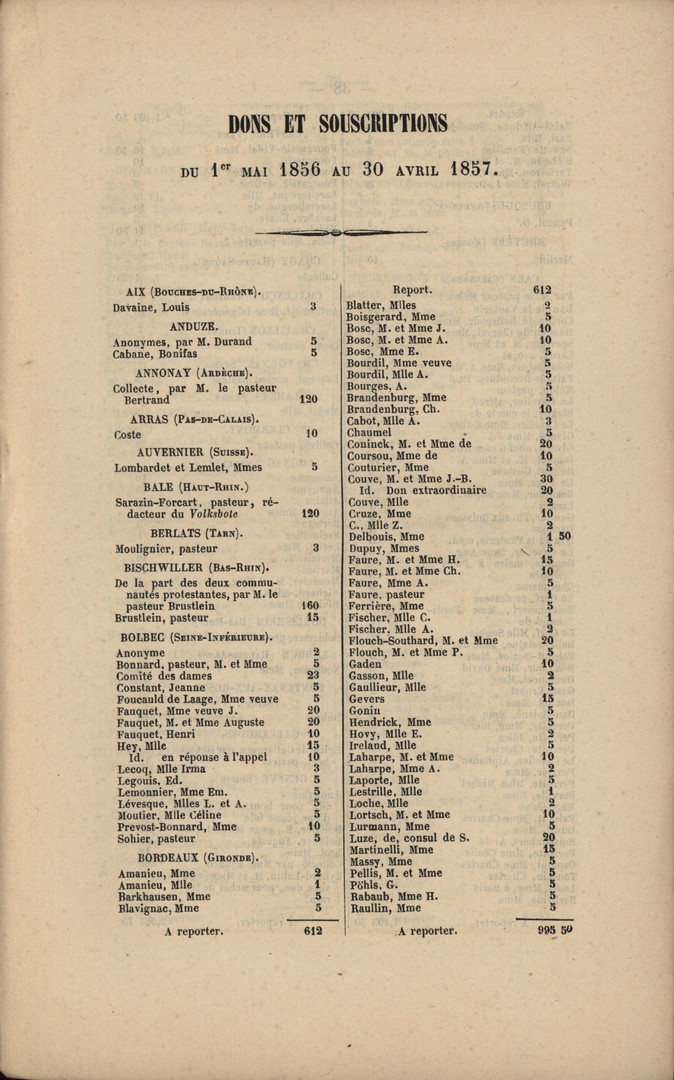 DONS ET SOUSCRIPTIONS
DU 1er MAI 1856 AU 30 AVRIL 1857.
AIX (BOUCHES-DU-RHÔNE).
Davaine, Louis 3
ANDUZE.
Anonymes, par M. Durand 5
Cabane, Bonifas 5
ANNONAY (ARDÈCHE).
Collecte, par M. le pasteur
Bertrand 120
ARRAS (PAS-DE-CALAIS).
Coste 10
AUVERNIER (SUISSE).
Lombardet et Lemlet, Mmes 5
BALE (HAUT-RHIN.)
Sarazin-Forcart, pasteur, ré-
dacteur du Volksbote 120
BERLATS (TARN).
Moulignier, pasteur 3
BISCHWILLER (BAS-RHIN).
De la part des deux commu-
nautés protestantes, par M. le
pasteur Brustlein 160
Brustlein, pasteur 15
BOLBEC (SEINE-INFÉRIEURE).
Anonyme 2
Bonnard, pasteur, M. et Mme 5
Comité des dames 23
Constant, Jeanne 5
Foucauld de Laage, Mme veuve 5
Fauquet, Mme veuve J. 20
Fauquet, M. et Mme Auguste 20
Fauquet, Henri 10
Hey, Mlle 15
Id. en réponse à l'appel 10
Lecoq, Mlle Irma 3
Legouis, Ed. 5
Lemonnier, Mme Em. 5
Lévesque, Mlles L. et A. 5
Moutier, Mlle Céline 5
Prevost-Bonnard, Mme 10
Sohier, pasteur 5
BORDEAUX (GIRONDE).
Amanieu, Mme 2
Amanieu, Mlle 1
Barkhausen, Mme 5
Blavignac, Mme 5
A reporter. 612
Report. 612
Blatter, Mlles 2
Boisgerard, Mme 5
Bosc, M. et Mme J. 10
Bosc, M. et Mme A. 10
Bosc, Mme E. 5
Bourdil, Mme veuve 5
Bourdil, Mlle A. 5
Bourges, A. 5
Brandenburg, Mme 5
Brandenburg, Ch. 10
Cabot, Mlle A. 3
Chaumel 5
Coninck, M. et Mme de 20
Coursou, Mme de 10
Couturier, Mme 5
Couve, M. et Mme J.-B. 30
Id. Don extraordinaire 20
Couve, Mlle 2
Cruze, Mme 10
C., Mlle Z. 2
Delbouis, Mme 1 50
Dupuy, Mmes 5
Faure, M. et Mme H. 15
Faure, M. et Mme Ch. 10
Faure, Mme A. 5
Faure, pasteur 1
Ferrière, Mme 5
Fischer, Mlle C. 1
Fischer, Mlle A. 2
Flouch-Southard, M. et Mme 20
Flouch, M. et Mme P. 5
Gaden 10
Gasson, Mlle 2
Gaullieur, Mlle 5
Gevers 15
Gonin 5
Hendrick, Mme 5
Hovy, Mlle E. 2
Ireland, Mlle 5
Laharpe, M. et Mme 10
Laharpe, Mme A. 2
Laporte, Mlle 5
Lestrille, Mlle 1
Loche, Mlle 2
Lortsch, M. et Mme 10
Lurmann, Mme 5
Luze, de, consul de S. 20
Martinelli, Mme 15
Massy, Mme 5
Pellis, M. et Mme 5
Pöhls, G. 5
Rabaub, Mme H. 5
Raullin, Mme 5
A reporter. 995 50